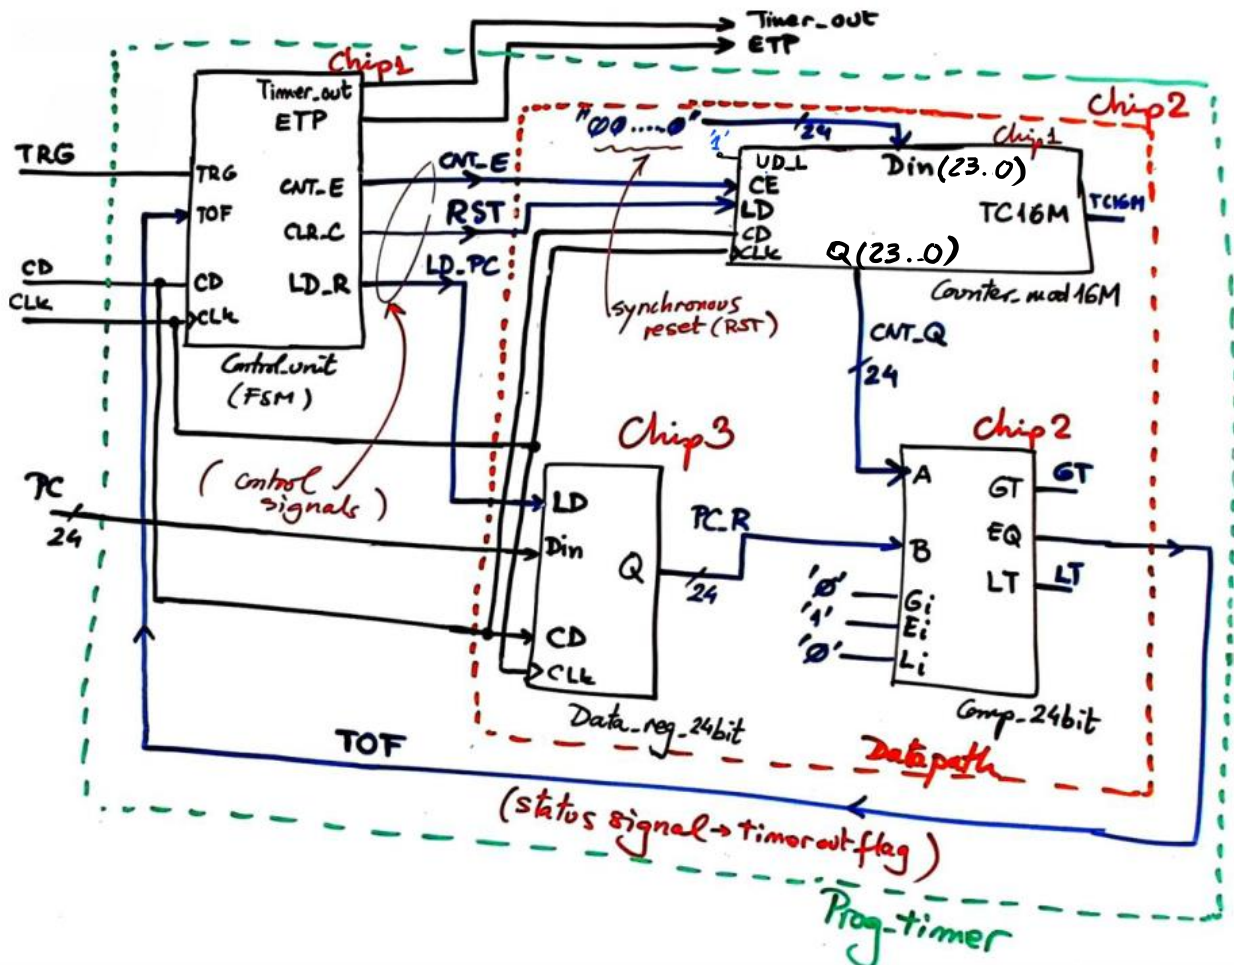 Timer_out
ETP
Chip1
Chip2
Timer_out
ETP
TRG
TRG
TOF
CD
CD
CLK
CLK
CNT_E
CLR_C
LD_R
Control_unit
(FSM)
CNT_E
RST
LD_PC
(control
signals)
"00....0"
24
'1'
Chip1
UD_L
Din(23..0)
CE
LD
CD
CLK
TC16M
TC16M
Q(23..0)
Counter_mod16M
synchronous
reset (RST)
CNT_Q
24
Chip3
Chip2
PC
24
LD
Din
Q
CD
CLK
Data_reg_24bit
PC_R
24
A
B
Gi
Ei
Li
'0'
'1'
'0'
GT
EQ
LT
GT
LT
Comp_24bit
Datapath
TOF
(status signal→timer out flag)
Prog_timer